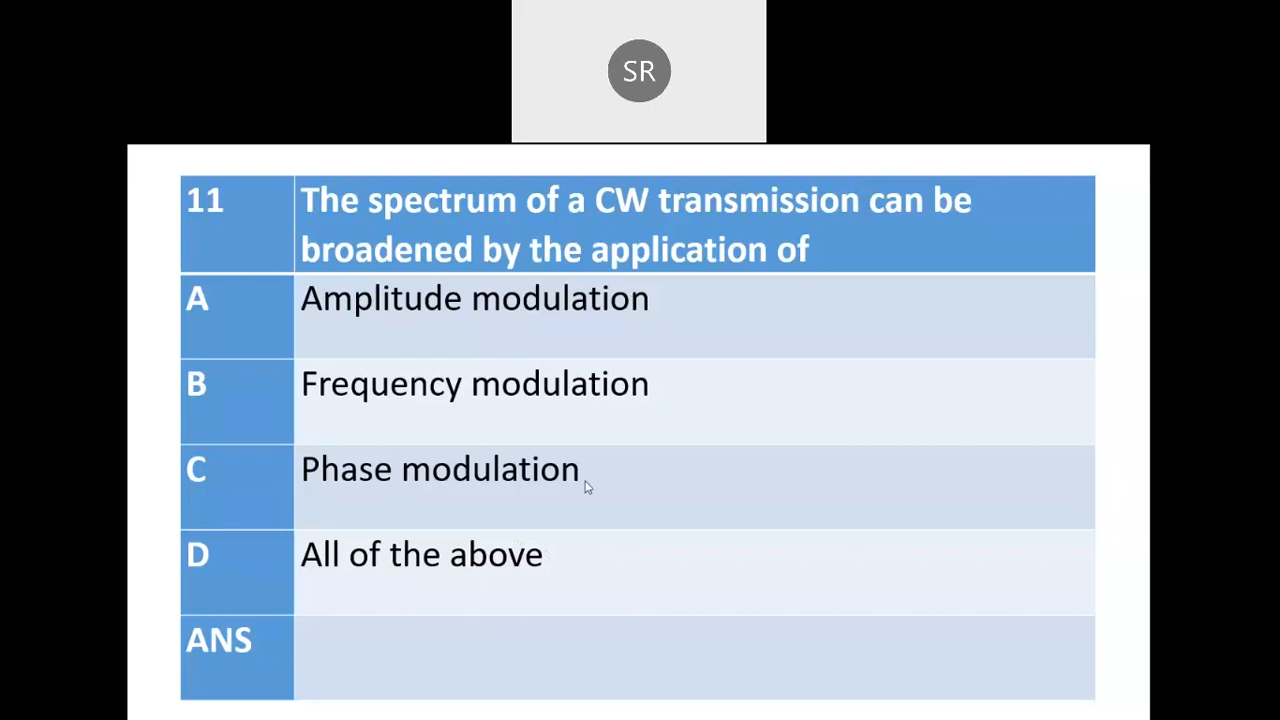 SR
11 The spectrum of a CW transmission can be
broadened by the application of
A Amplitude modulation
B Frequency modulation
C Phase modulation
D All of the above
ANS